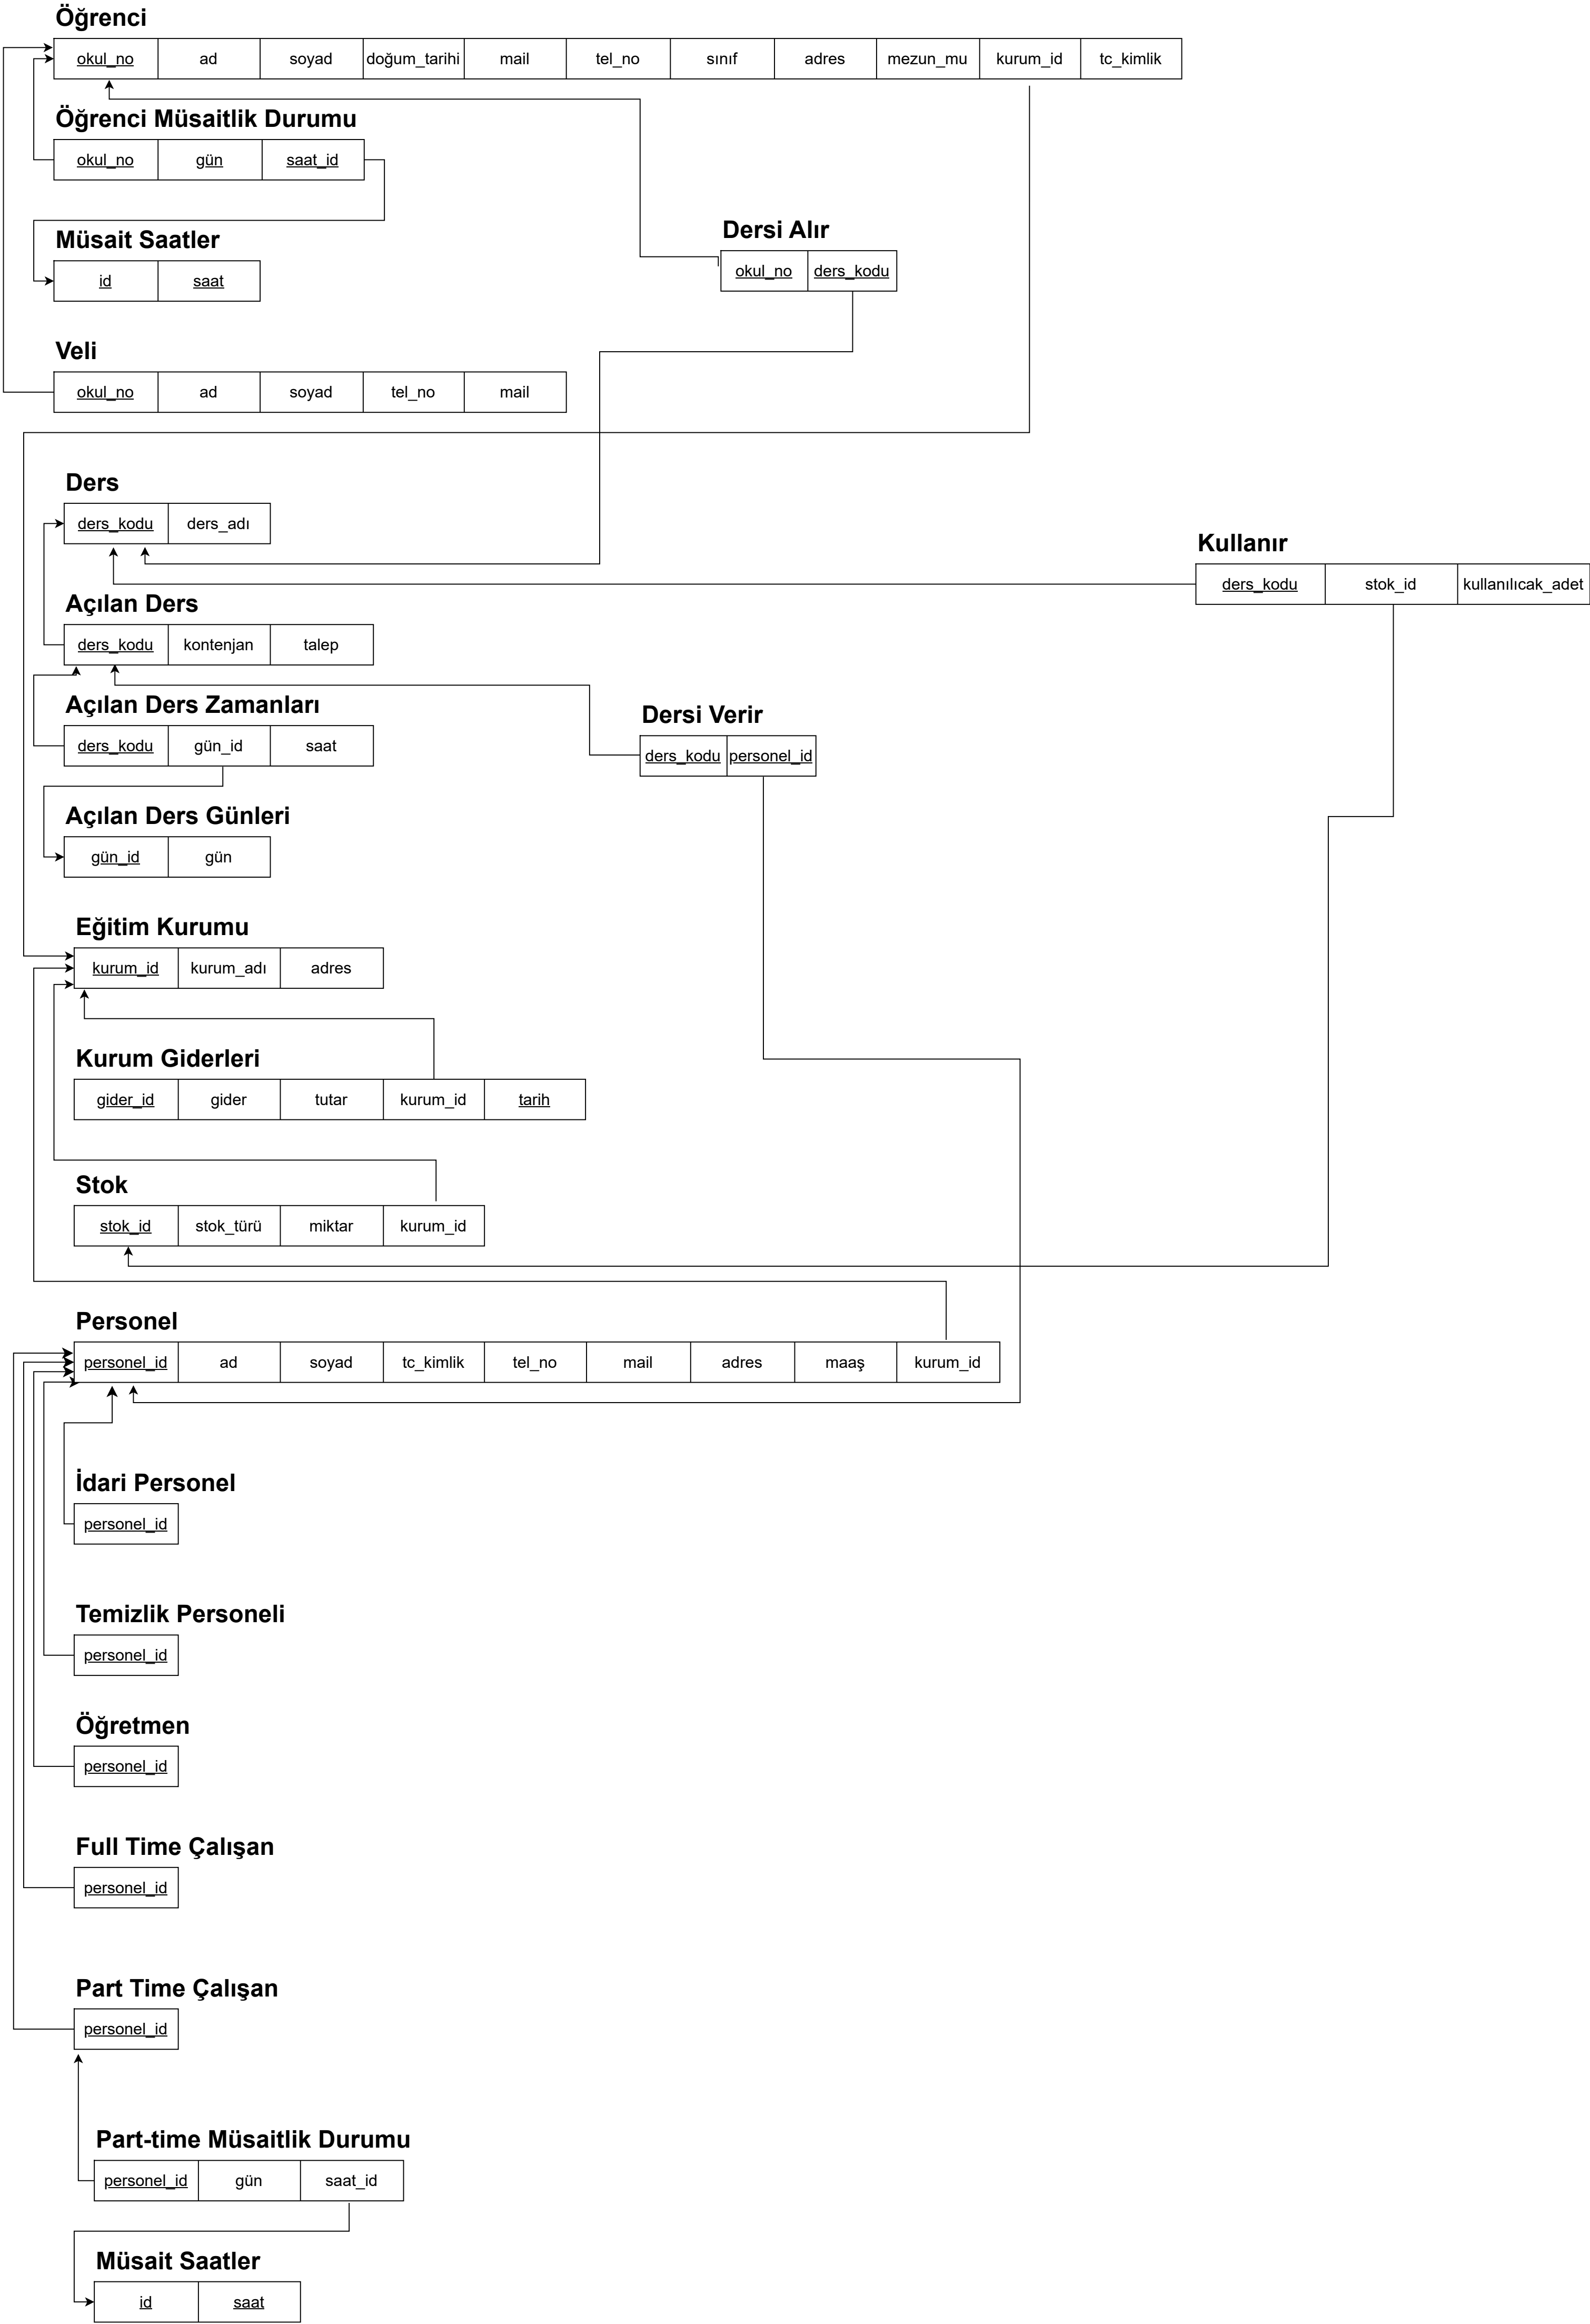 Öğrenci
okul_no ad soyad doğum_tarihi mail tel_no sınıf adres mezun_mu kurum_id tc_kimlik
Öğrenci Müsaitlik Durumu
okul_no gün saat_id
Müsait Saatler
id saat
Dersi Alır
okul_no ders_kodu
Veli
okul_no ad soyad tel_no mail
Ders
ders_kodu ders_adı
Kullanır
ders_kodu stok_id kullanılıcak_adet
Açılan Ders
ders_kodu kontenjan talep
Açılan Ders Zamanları
ders_kodu gün_id saat
Dersi Verir
ders_kodu personel_id
Açılan Ders Günleri
gün_id gün
Eğitim Kurumu
kurum_id kurum_adı adres
Kurum Giderleri
gider_id gider tutar kurum_id tarih
Stok
stok_id stok_türü miktar kurum_id
Personel
personel_id ad soyad tc_kimlik tel_no mail adres maaş kurum_id
İdari Personel
personel_id
Temizlik Personeli
personel_id
Öğretmen
personel_id
Full Time Çalışan
personel_id
Part Time Çalışan
personel_id
Part-time Müsaitlik Durumu
personel_id gün saat_id
Müsait Saatler
id saat